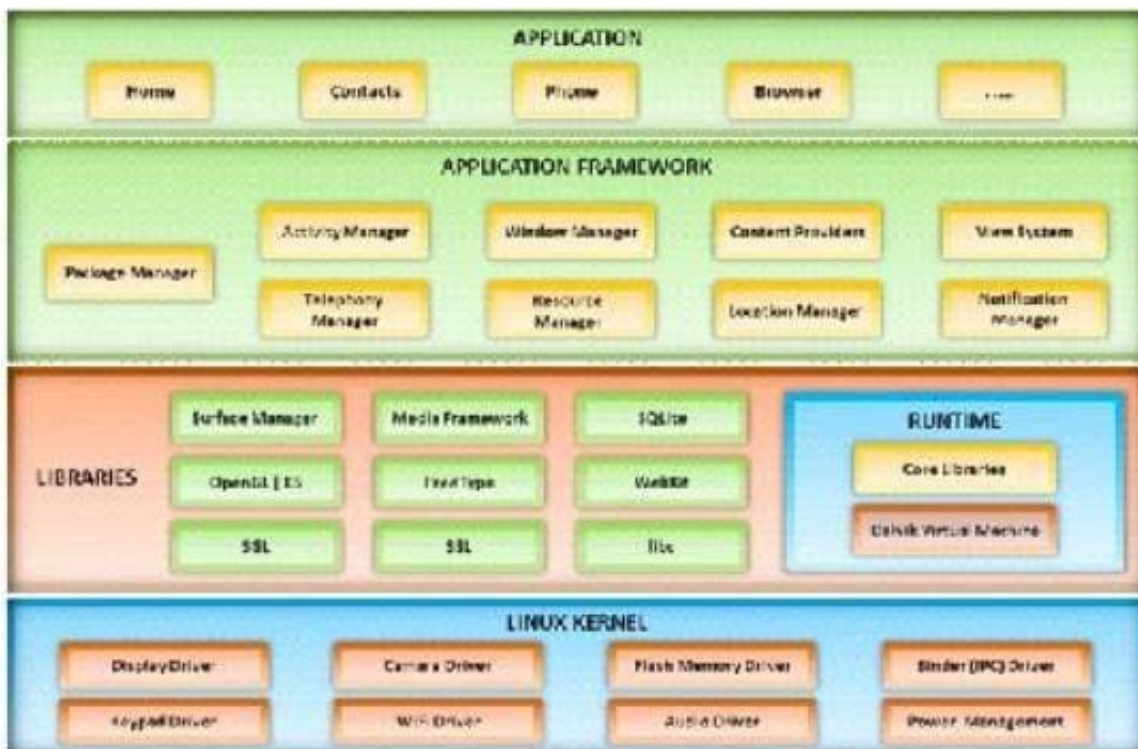 APPLICATION
Home
Contacts
Phone
Browser
....
APPLICATION FRAMEWORK
Package Manager
Activity Manager
Window Manager
Content Providers
View System
Telephony
Manager
Resource
Manager
Location Manager
Notification
Manager
LIBRARIES
Surface Manager
Media Framework
SQLite
OpenGL | ES
FreeType
WebKit
SSL
SSL
libc
RUNTIME
Core Libraries
Dalvik Virtual Machine
LINUX KERNEL
Display Driver
Camera Driver
Flash Memory Driver
Binder (IPC) Driver
Keypad Driver
WiFi Driver
Audio Driver
Power Management